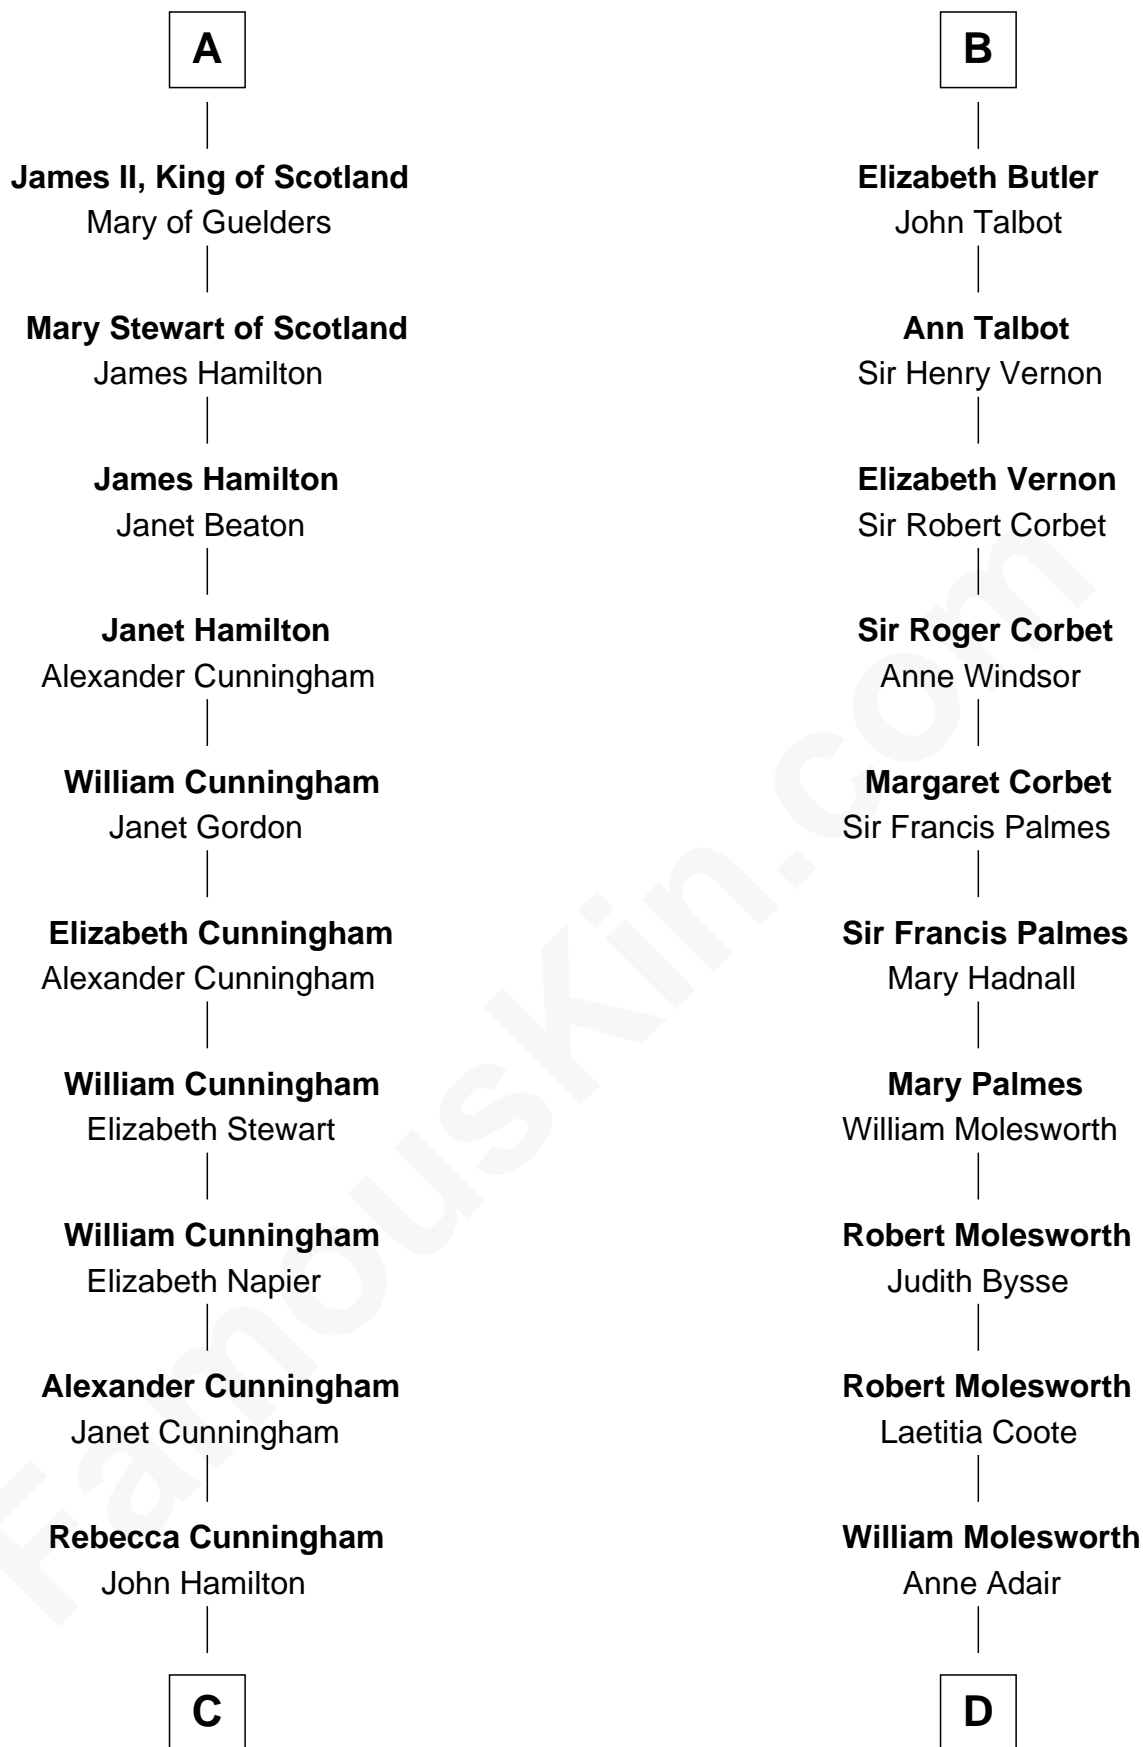 A
James II, King of Scotland
Mary of Guelders
Mary Stewart of Scotland
James Hamilton
James Hamilton
Janet Beaton
Janet Hamilton
Alexander Cunningham
William Cunningham
Janet Gordon
Elizabeth Cunningham
Alexander Cunningham
William Cunningham
Elizabeth Stewart
William Cunningham
Elizabeth Napier
Alexander Cunningham
Janet Cunningham
Rebecca Cunningham
John Hamilton
C
B
Elizabeth Butler
John Talbot
Ann Talbot
Sir Henry Vernon
Elizabeth Vernon
Sir Robert Corbet
Sir Roger Corbet
Anne Windsor
Margaret Corbet
Sir Francis Palmes
Sir Francis Palmes
Mary Hadnall
Mary Palmes
William Molesworth
Robert Molesworth
Judith Bysse
Robert Molesworth
Laetitia Coote
William Molesworth
Anne Adair
D
FamousKin.com